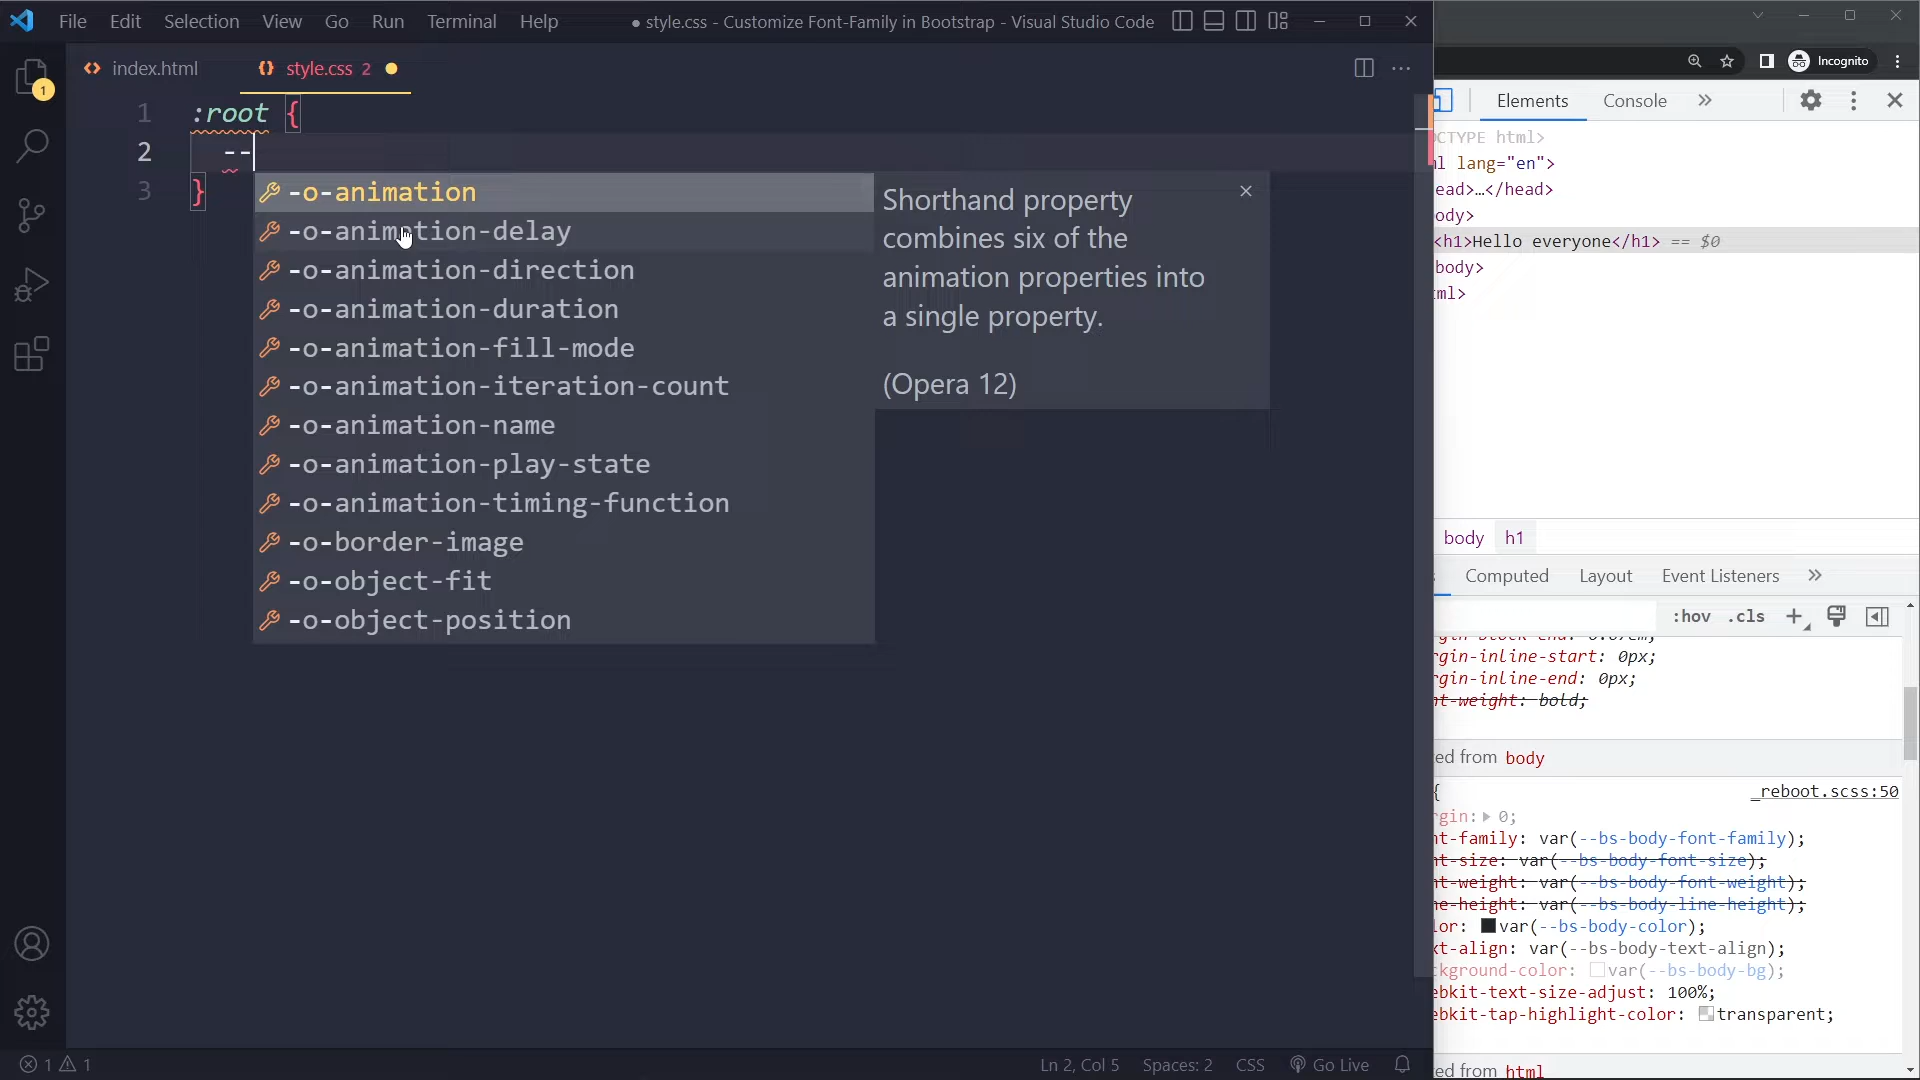 File Edit Selection View Go Run Terminal Help ● style.css - Customize Font-Family in Bootstrap - Visual Studio Code
index.html style.css 2
1 :root {
2 --
3 }
-o-animation
-o-animation-delay
-o-animation-direction
-o-animation-duration
-o-animation-fill-mode
-o-animation-iteration-count
-o-animation-name
-o-animation-play-state
-o-animation-timing-function
-o-border-image
-o-object-fit
-o-object-position
Shorthand property
combines six of the
animation properties into
a single property.
(Opera 12)
1
1 1
Ln 2, Col 5 Spaces: 2 CSS Go Live
Incognito
Elements Console
CTYPE html>
ml lang="en">
ead>…</head>
ody>
<h1>Hello everyone</h1> == $0
body>
tml>
body h1
Computed Layout Event Listeners
:hov .cls
rgin-block-end: 0.67em;
rgin-inline-start: 0px;
rgin-inline-end: 0px;
nt-weight: bold;
ed from body
{ _reboot.scss:50
rgin: 0;
nt-family: var(--bs-body-font-family);
nt-size: var(--bs-body-font-size);
nt-weight: var(--bs-body-font-weight);
ne-height: var(--bs-body-line-height);
lor: var(--bs-body-color);
xt-align: var(--bs-body-text-align);
ckground-color: var(--bs-body-bg);
ebkit-text-size-adjust: 100%;
ebkit-tap-highlight-color: transparent;
ed from html